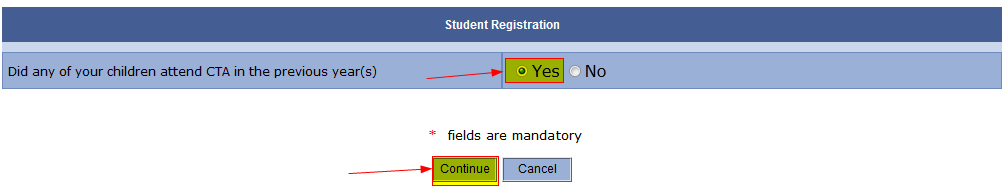 Student Registration
Did any of your children attend CTA in the previous year(s) Yes No
* fields are mandatory
Continue Cancel